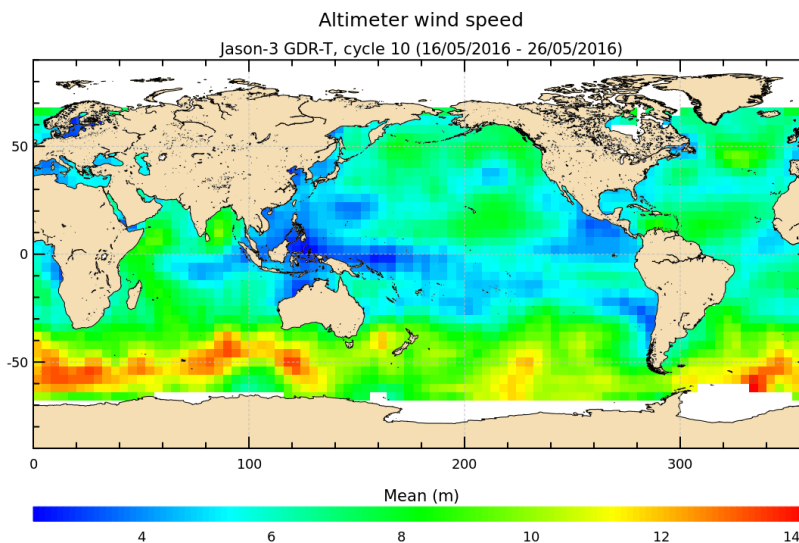 Altimeter wind speed
Jason-3 GDR-T, cycle 10 (16/05/2016 - 26/05/2016)
50
0
-50
0 100 200 300
Mean (m)
4 6 8 10 12 14